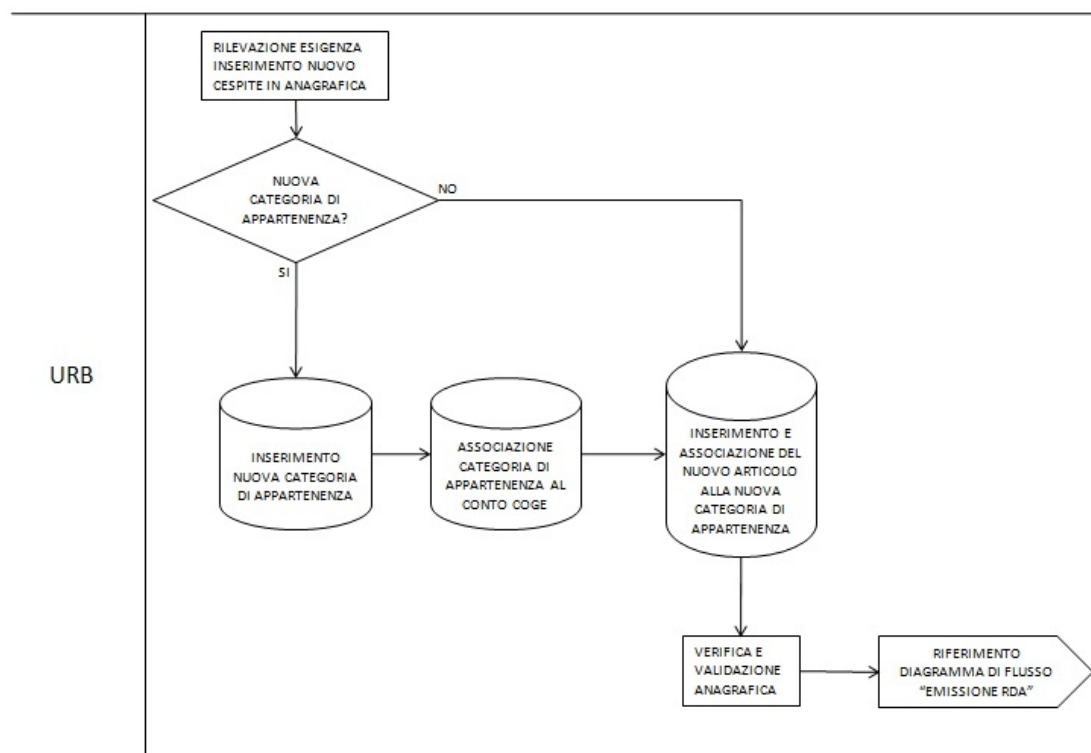 RILEVAZIONE ESIGENZA
INSERIMENTO NUOVO
CESPITE IN ANAGRAFICA
NUOVA
CATEGORIA DI
APPARTENENZA?
NO
SI
URB
INSERIMENTO
NUOVA CATEGORIA
DI APPARTENENZA
ASSOCIAZIONE
CATEGORIA DI
APPARTENENZA AL
CONTO COGE
INSERIMENTO E
ASSOCIAZIONE DEL
NUOVO ARTICOLO
ALLA NUOVA
CATEGORIA DI
APPARTENENZA
VERIFICA E
VALIDAZIONE
ANAGRAFICA
RIFERIMENTO
DIAGRAMMA DI FLUSSO
“EMISSIONE RDA”